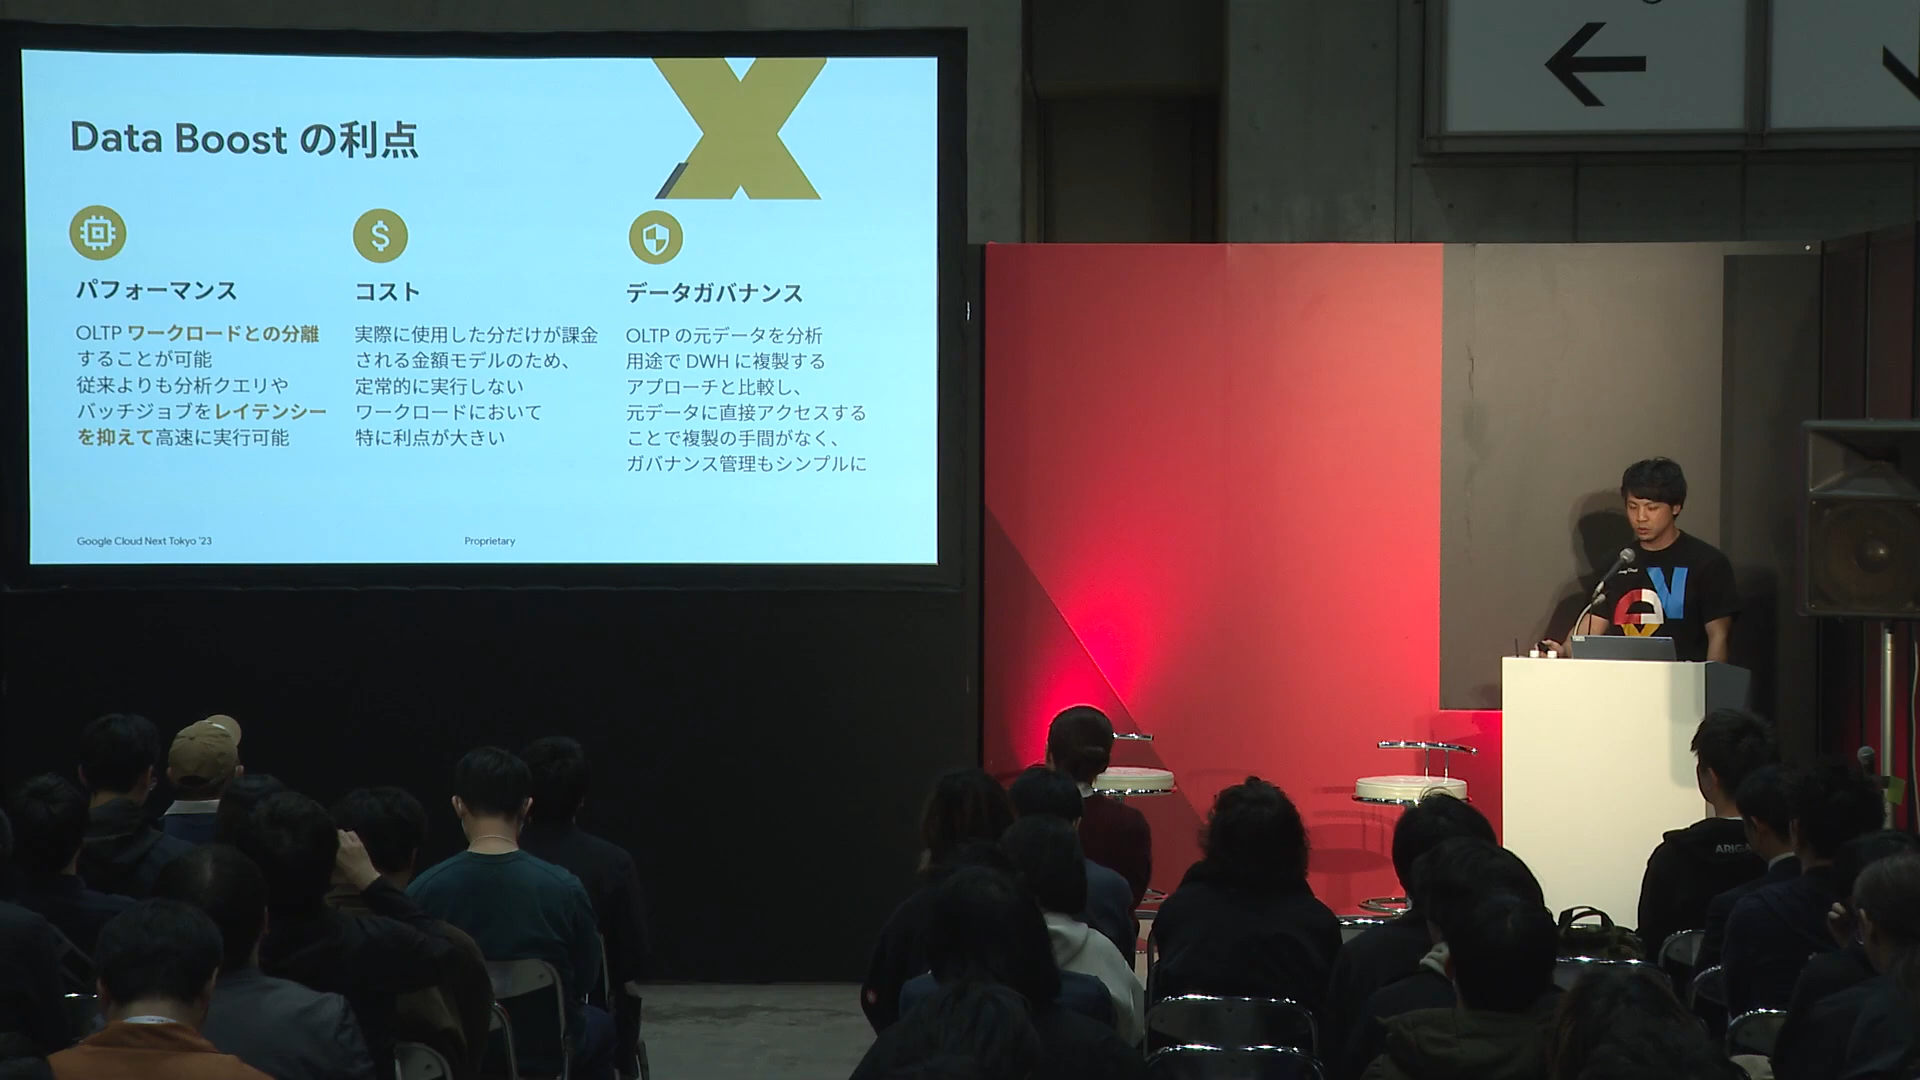 Data Boost の利点
パフォーマンス
OLTP ワークロードとの分離
することが可能
従来よりも分析クエリや
バッチジョブをレイテンシー
を抑えて高速に実行可能
コスト
実際に使用した分だけが課金
される金額モデルのため、
定常的に実行しない
ワークロードにおいて
特に利点が大きい
データガバナンス
OLTP の元データを分析
用途で DWH に複製する
アプローチと比較し、
元データに直接アクセスする
ことで複製の手間がなく、
ガバナンス管理もシンプルに
Google Cloud Next Tokyo '23
Proprietary